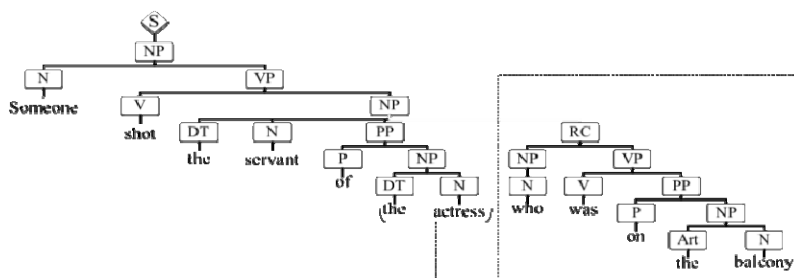 S
NP
N VP
Someone V NP
shot DT N PP RC
the servant P NP NP VP
of DT N N V PP
(the actress) who was P NP
on Art N
the balcony